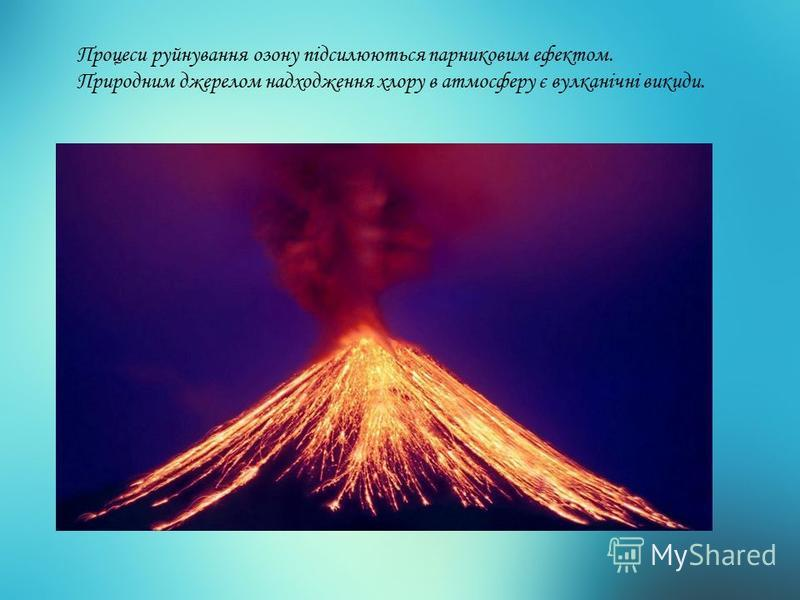 Процеси руйнування озону підсилюються парниковим ефектом.
Природним джерелом надходження хлору в атмосферу є вулканічні викиди.
MyShared